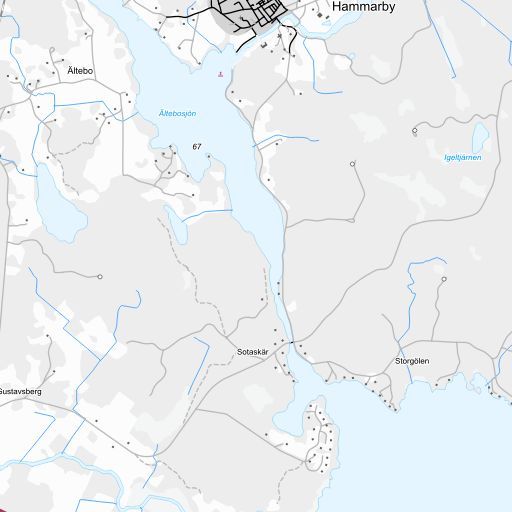 Hammarby
Ältebo
Ältebosjön
67
Igeltjärnen
Sotaskär
Storgölen
Gustavsberg